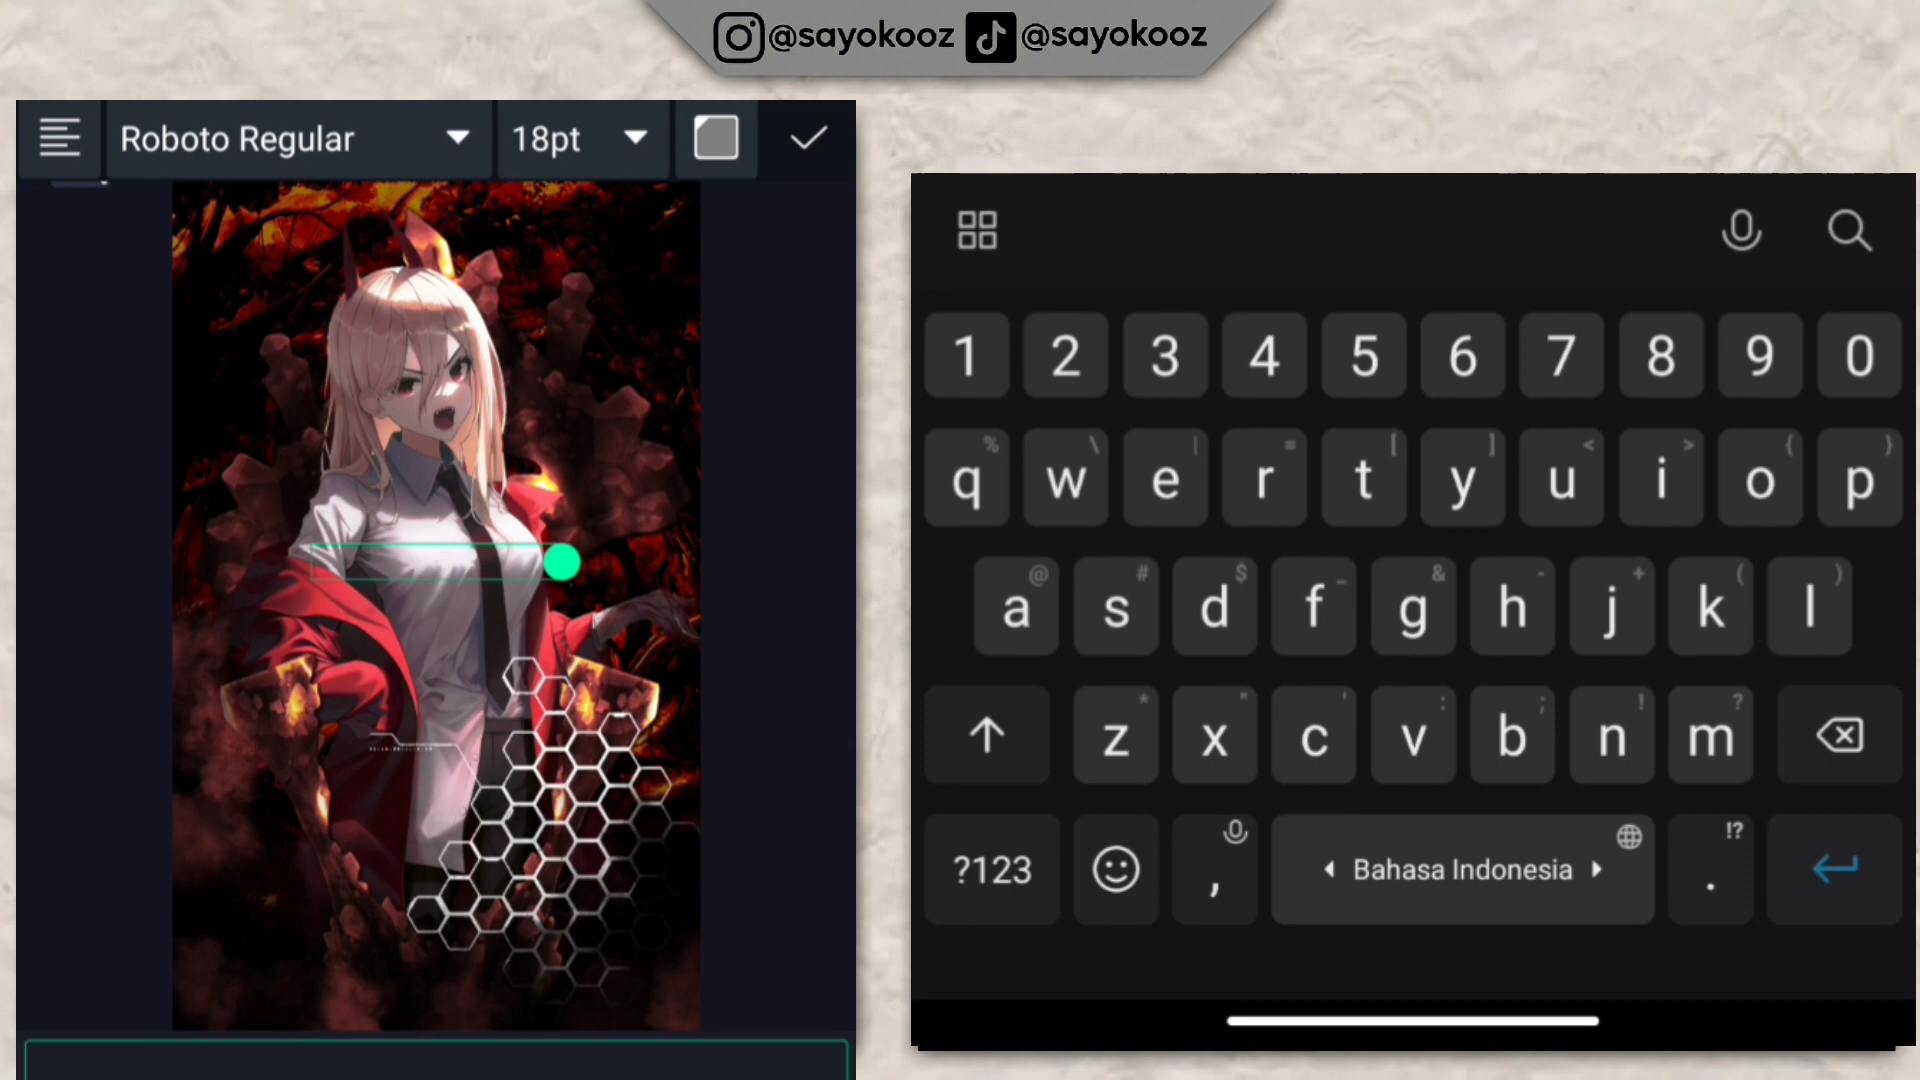 @sayokooz @sayokooz
Roboto Regular 18pt
1 2 3 4 5 6 7 8 9 0
% \ | = [ ] < > { }
q w e r t y u i o p
@ # $ _ & - + ( )
a s d f g h j k l
* " ' : ; ! ?
z x c v b n m
!?
?123 , Bahasa Indonesia .